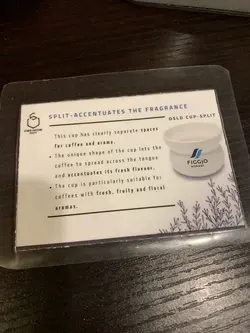 SPLIT-ACCENTUATES THE FRAGRANCE
OSLO CUP-SPLIT
• This cup has clearly separate spaces
for coffee and aroma.
• The unique shape of the cup lets the
coffee to spread across the tongue
and accentuates its fresh flavors.
• The cup is particularly suitable for
coffees with fresh, fruity and floral
aromas.
FIGGJO